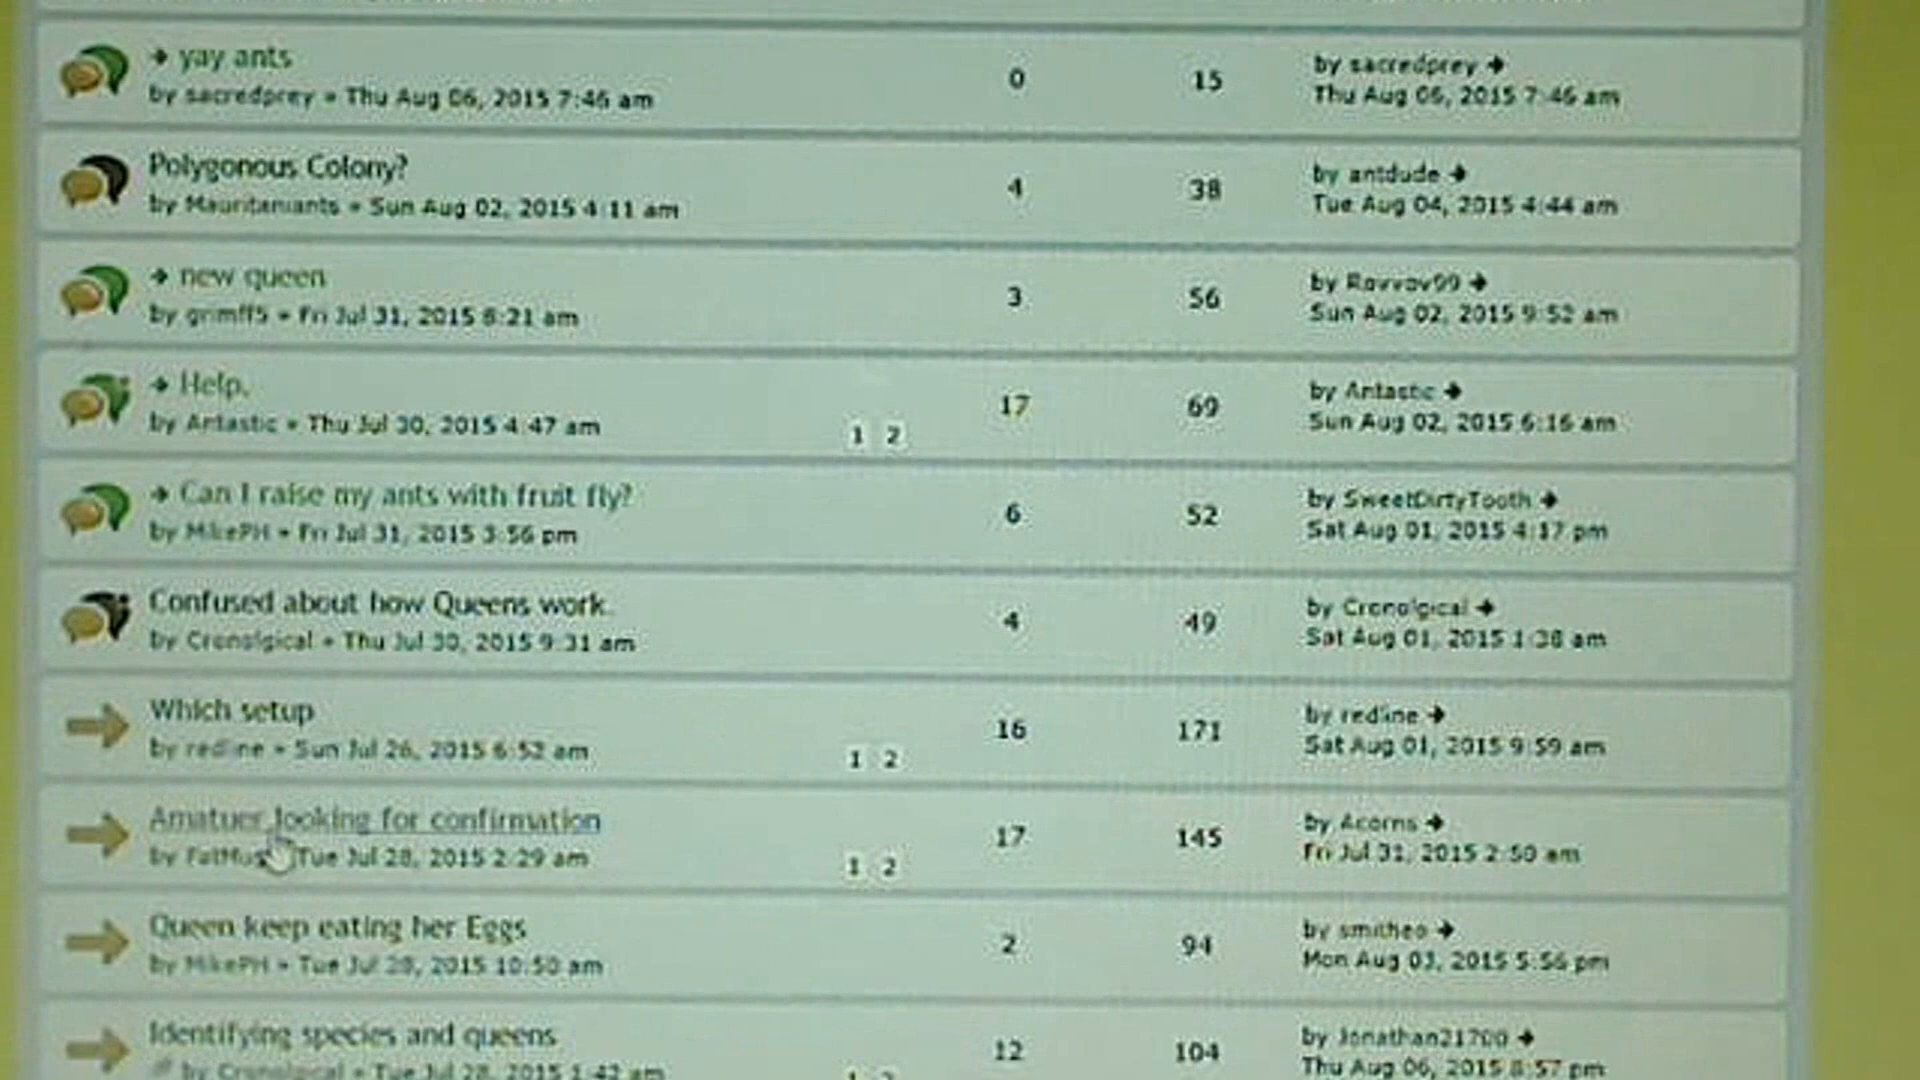 yay ants
by sacredprey » Thu Aug 06, 2015 7:46 am
0
15
by sacredprey
Thu Aug 06, 2015 7:46 am
Polygonous Colony?
by Mauritaniants » Sun Aug 02, 2015 4:11 am
4
38
by antdude
Tue Aug 04, 2015 4:44 am
new queen
by grimff5 » Fri Jul 31, 2015 8:21 am
3
56
by
Sun Aug 02, 2015 9:52 am
Help.
by Antastic » Thu Jul 30, 2015 4:47 am
1 2
17
69
by Antastic
Sun Aug 02, 2015 6:16 am
Can I raise my ants with fruit fly?
by MikePH » Fri Jul 31, 2015 3:56 pm
6
52
by SweetDirtyTooth
Sat Aug 01, 2015 4:17 pm
Confused about how Queens work.
by Cronolgical » Thu Jul 30, 2015 9:31 am
4
49
by Cronolgical
Sat Aug 01, 2015 1:38 am
Which setup
by redline » Sun Jul 26, 2015 6:52 am
1 2
16
171
by redline
Sat Aug 01, 2015 9:59 am
Amatuer looking for confirmation
by Tue Jul 28, 2015 2:29 am
1 2
17
145
by Acorns
Fri Jul 31, 2015 2:50 am
Queen keep eating her Eggs
by MikePH » Tue Jul 28, 2015 10:50 am
2
94
by smitheo
Mon Aug 03, 2015 5:56 pm
Identifying species and queens
by Cronolgical » Tue Jul 28, 2015 1:42 am
1 2
12
104
by Jonathan21700
Thu Aug 06, 2015 8:57 pm